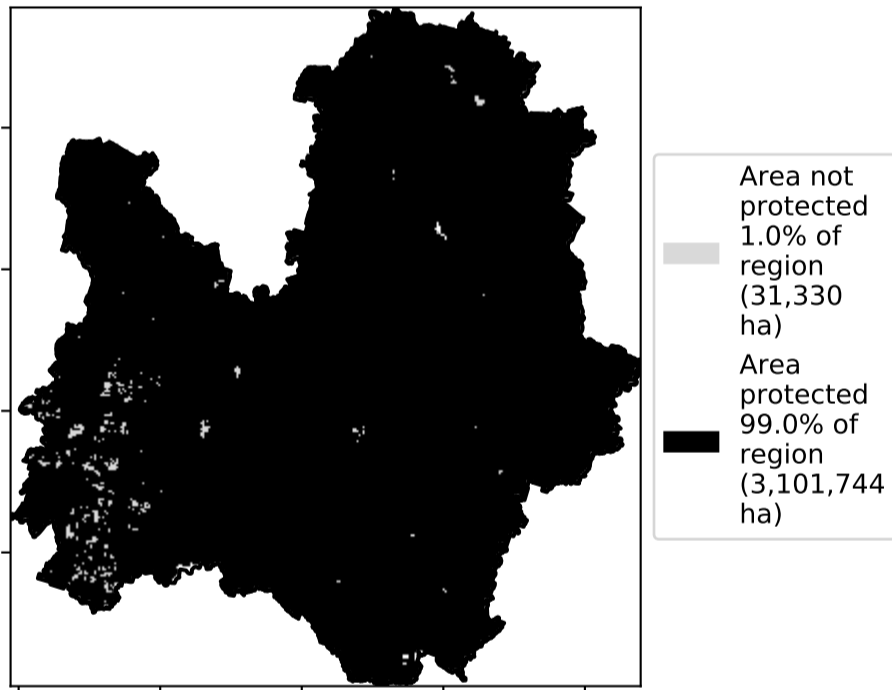 Area not
protected
1.0% of
region
(31,330
ha)
Area
protected
99.0% of
region
(3,101,744
ha)